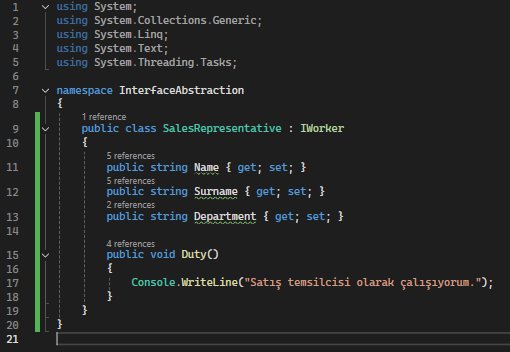 1 using System;
2 using System.Collections.Generic;
3 using System.Linq;
4 using System.Text;
5 using System.Threading.Tasks;
6
7 namespace InterfaceAbstraction
8 {
1 reference
9 public class SalesRepresentative : IWorker
10 {
5 references
11 public string Name { get; set; }
5 references
12 public string Surname { get; set; }
2 references
13 public string Department { get; set; }
14
4 references
15 public void Duty()
16 {
17 Console.WriteLine("Satış temsilcisi olarak çalışıyorum.");
18 }
19 }
20 }
21